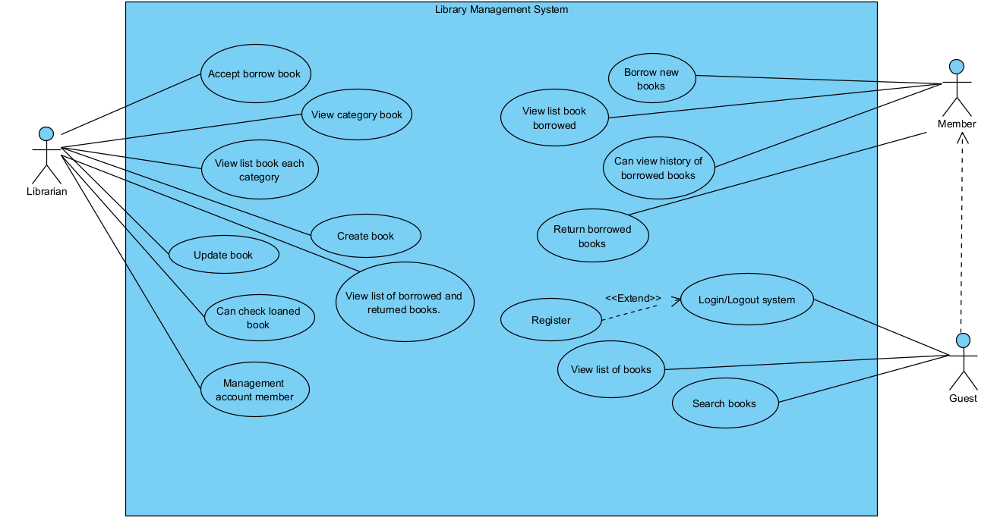 Library Management System
Accept borrow book
View category book
View list book each
category
Librarian
Create book
Update book
View list of borrowed and
returned books.
Can check loaned
book
Management
account member
Borrow new
books
View list book
borrowed
Member
Can view history of
borrowed books
Return borrowed
books
<<Extend>>
Login/Logout system
Register
View list of books
Search books
Guest